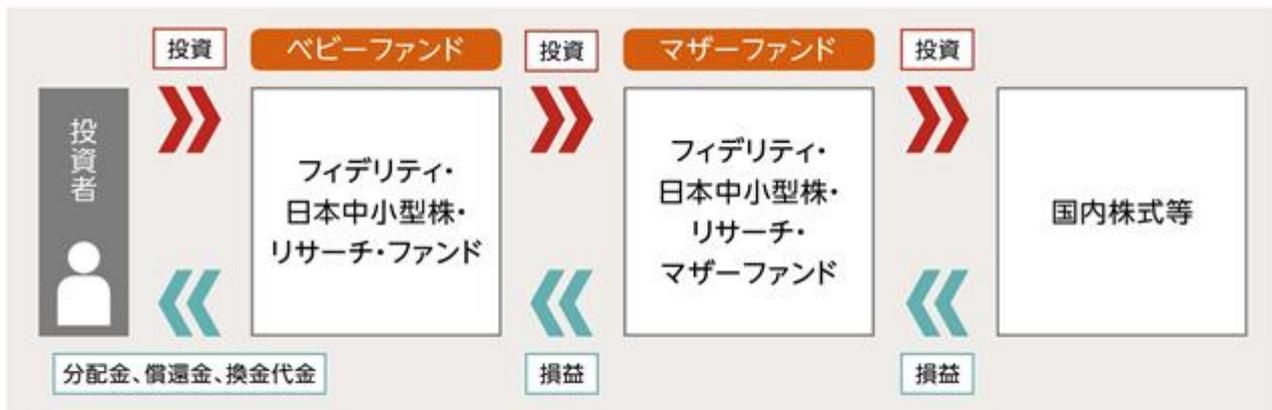 投資
ベビーファンド
投資
マザーファンド
投資
投資者
フィデリティ・
日本中小型株・
リサーチ・ファンド
フィデリティ・
日本中小型株・
リサーチ・
マザーファンド
国内株式等
分配金、償還金、換金代金
損益
損益